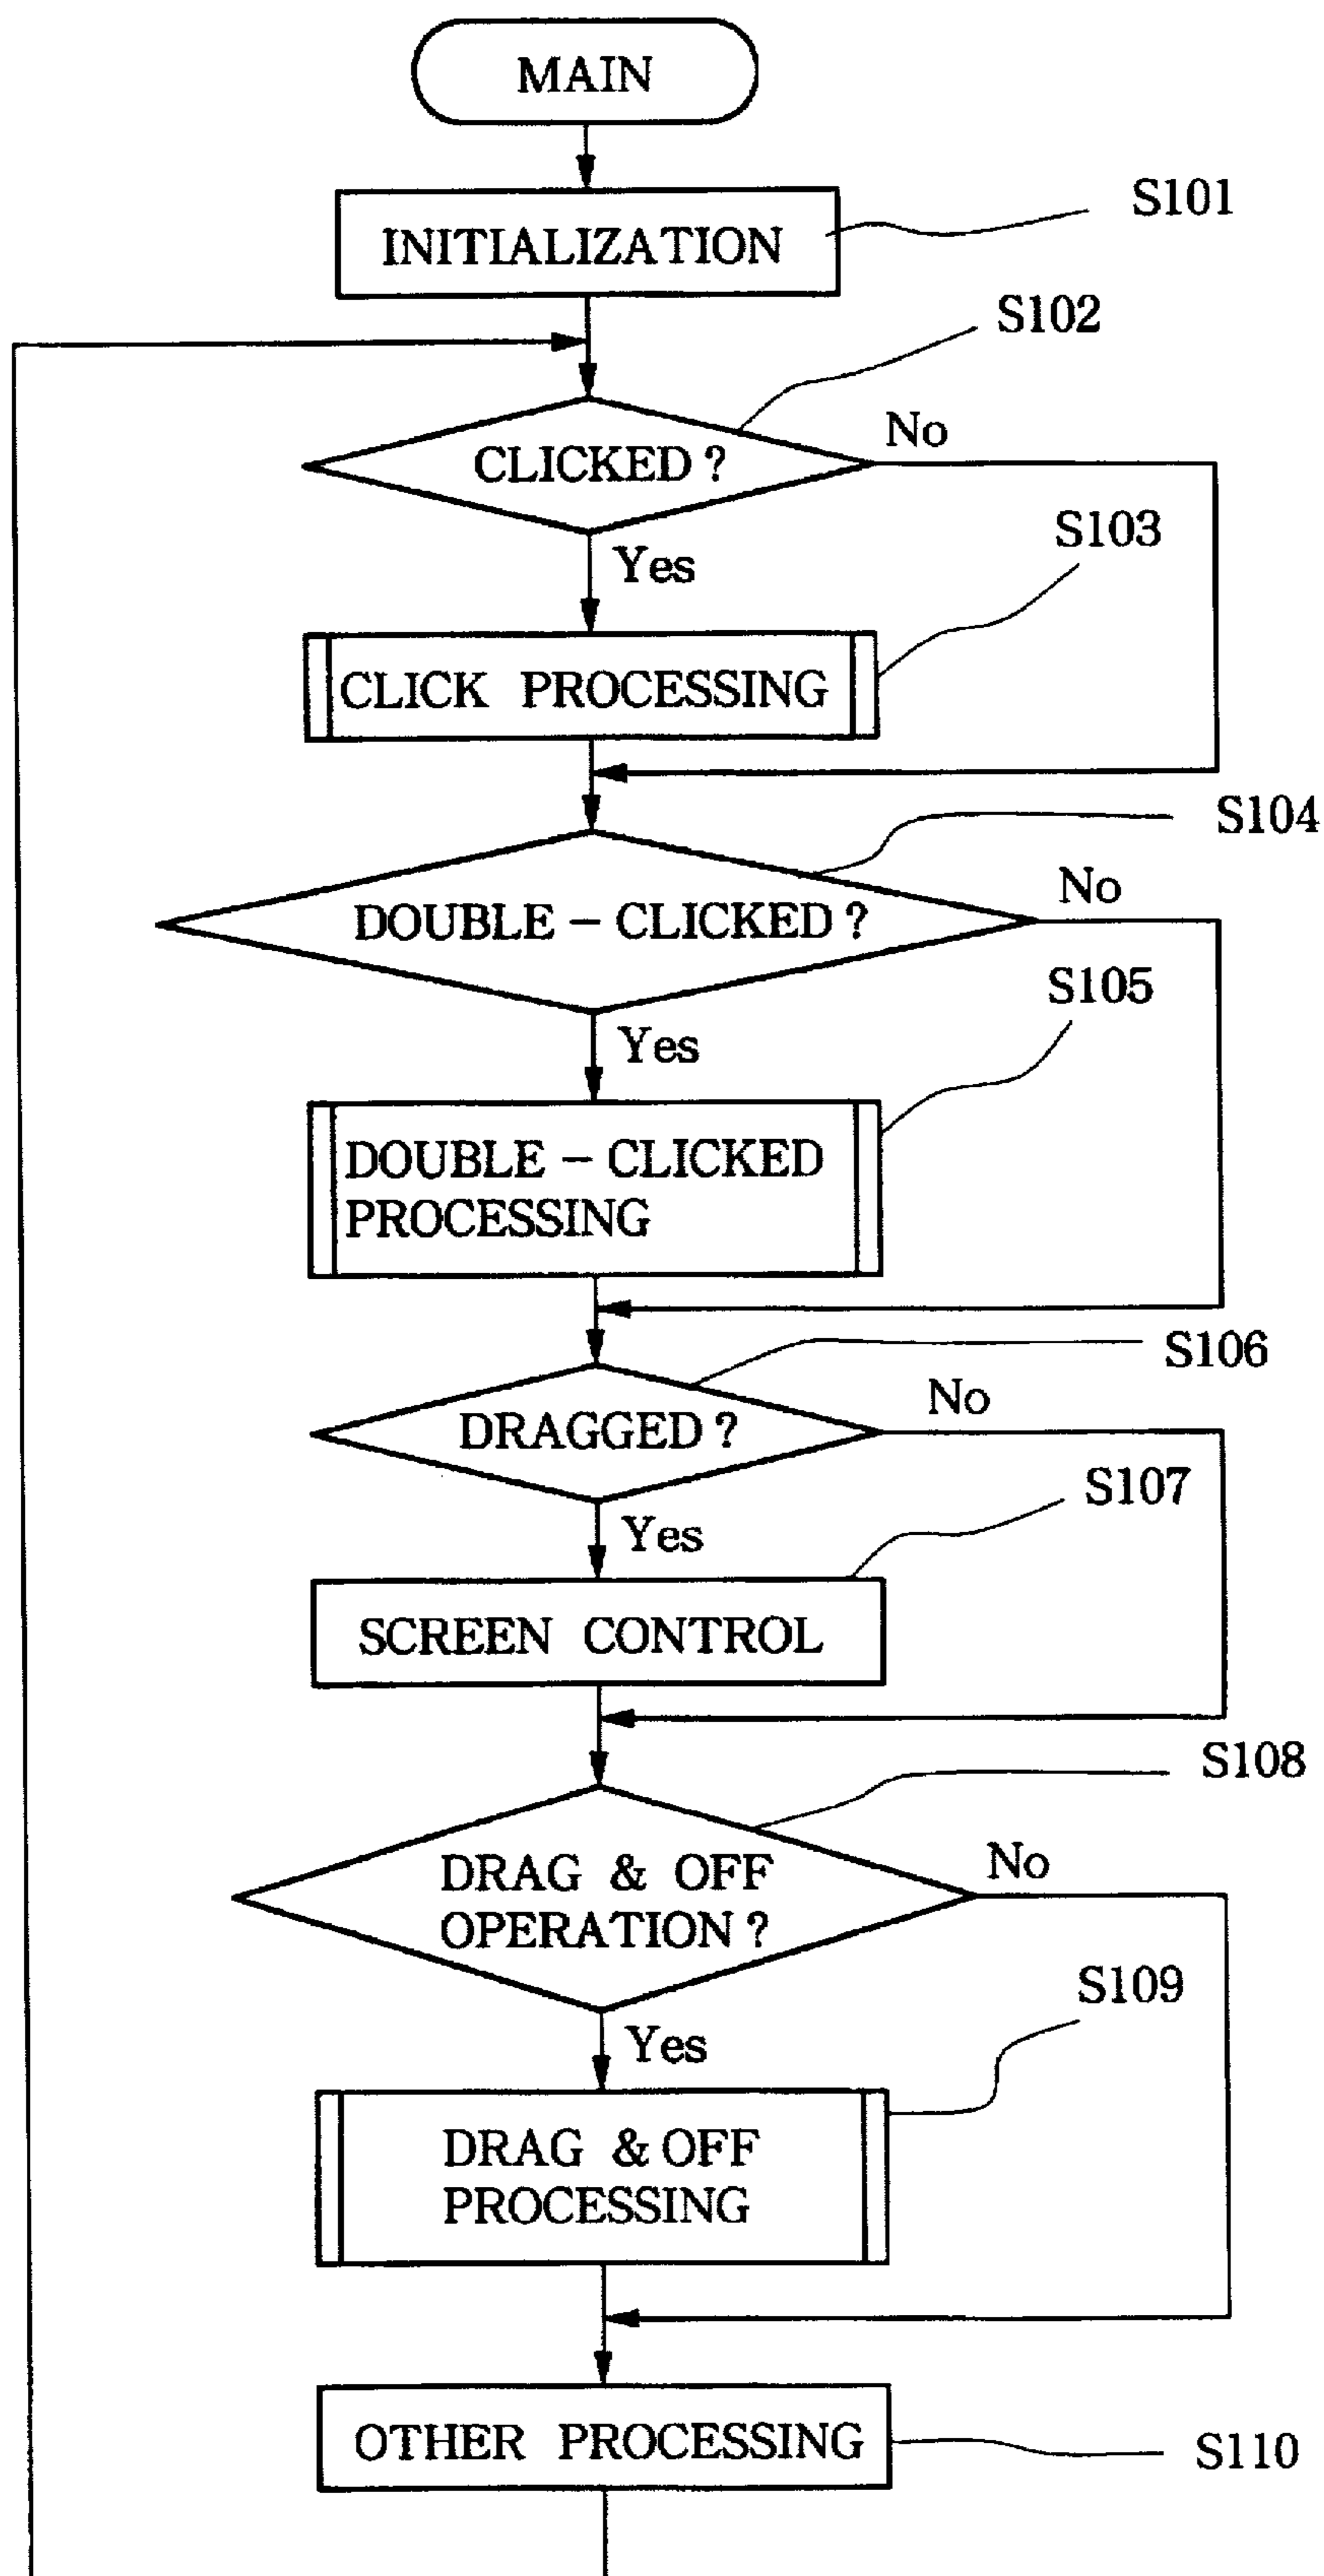 MAIN
INITIALIZATION
S101
S102
CLICKED ?
No
Yes
S103
CLICK PROCESSING
S104
DOUBLE – CLICKED ?
No
Yes
S105
DOUBLE – CLICKED
PROCESSING
S106
DRAGGED ?
No
Yes
S107
SCREEN CONTROL
S108
DRAG & OFF
OPERATION ?
No
Yes
S109
DRAG & OFF
PROCESSING
OTHER PROCESSING
S110